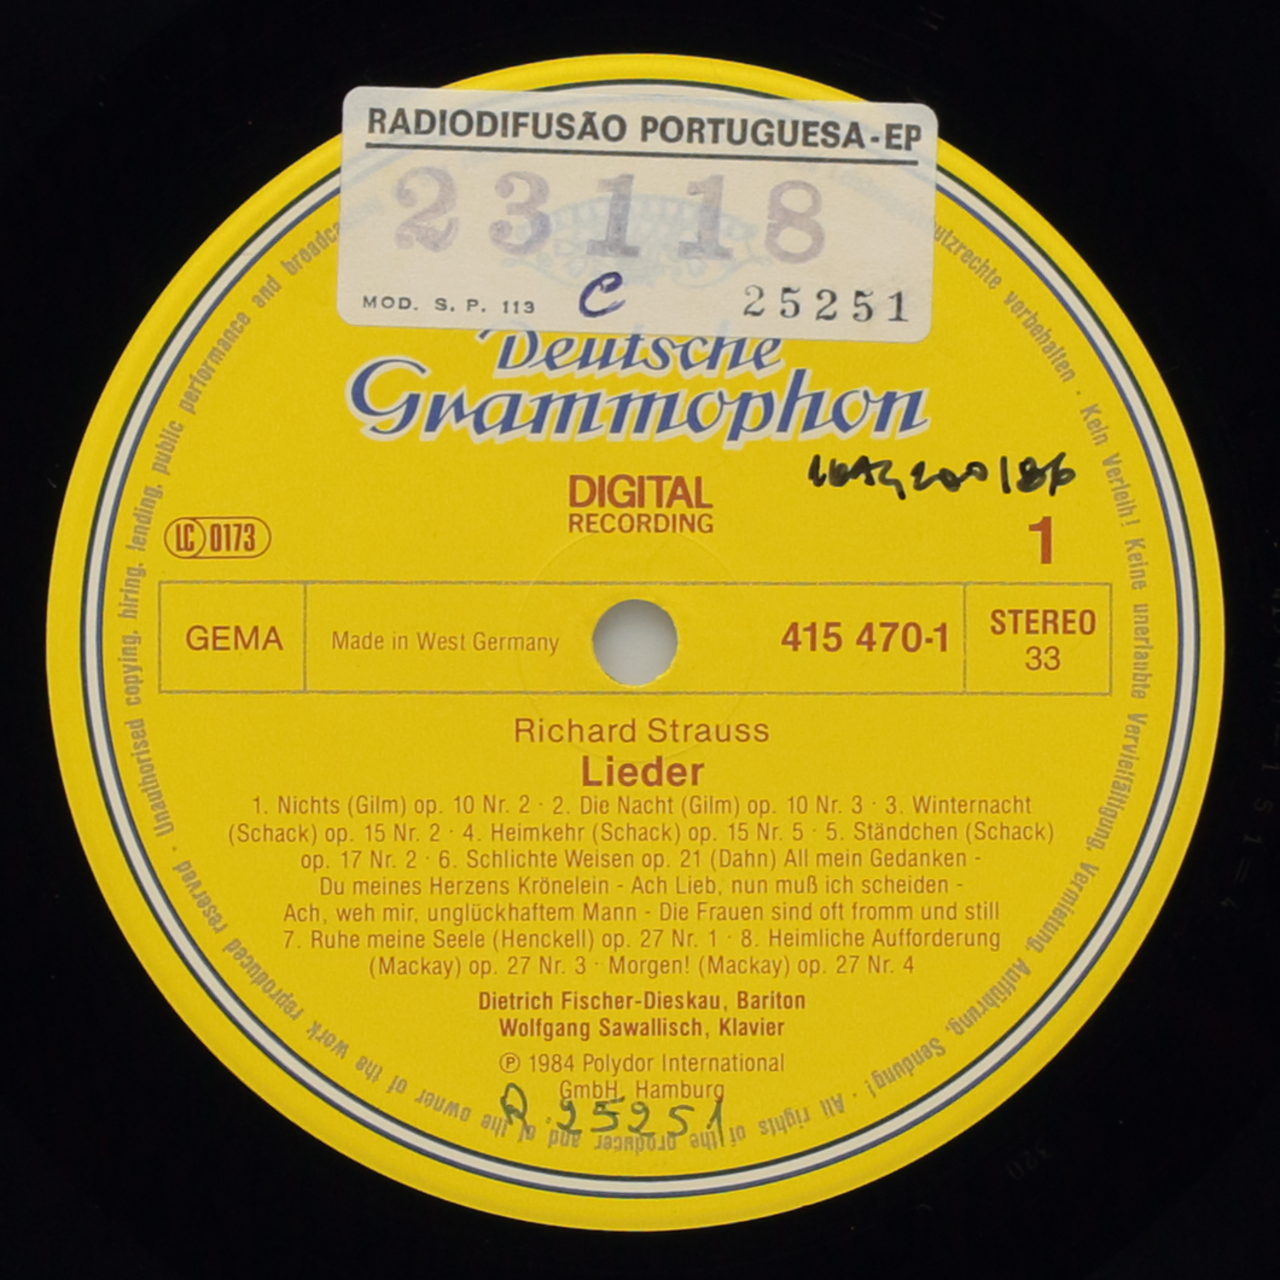 RADIODIFUSÃO PORTUGUESA-EP
23118
MOD. S. P. 113 C 25251
Deutsche
Grammophon
DIGITAL
RECORDING
/86
LC 0173
1
GEMA
Made in West Germany
415 470-1
STEREO
33
Richard Strauss
Lieder
1. Nichts (Gilm) op. 10 Nr. 2 · 2. Die Nacht (Gilm) op. 10 Nr. 3 · 3. Winternacht
(Schack) op. 15 Nr. 2 · 4. Heimkehr (Schack) op. 15 Nr. 5 · 5. Ständchen (Schack)
op. 17 Nr. 2 · 6. Schlichte Weisen op. 21 (Dahn) All mein Gedanken -
Du meines Herzens Krönelein - Ach Lieb, nun muß ich scheiden -
Ach, weh mir, unglückhaftem Mann - Die Frauen sind oft fromm und still
7. Ruhe meine Seele (Henckell) op. 27 Nr. 1 · 8. Heimliche Aufforderung
(Mackay) op. 27 Nr. 3 · Morgen! (Mackay) op. 27 Nr. 4
Dietrich Fischer-Dieskau, Bariton
Wolfgang Sawallisch, Klavier
℗ 1984 Polydor International
GmbH, Hamburg
R. 25251
vorbehalten · Kein Verleih! Keine unerlaubte Vervielfältigung, Vermietung, Aufführung, Sendung! · All rights of the producer and of the owner of the work reproduced reserved · Unauthorised copying, hiring, lending, public performance and